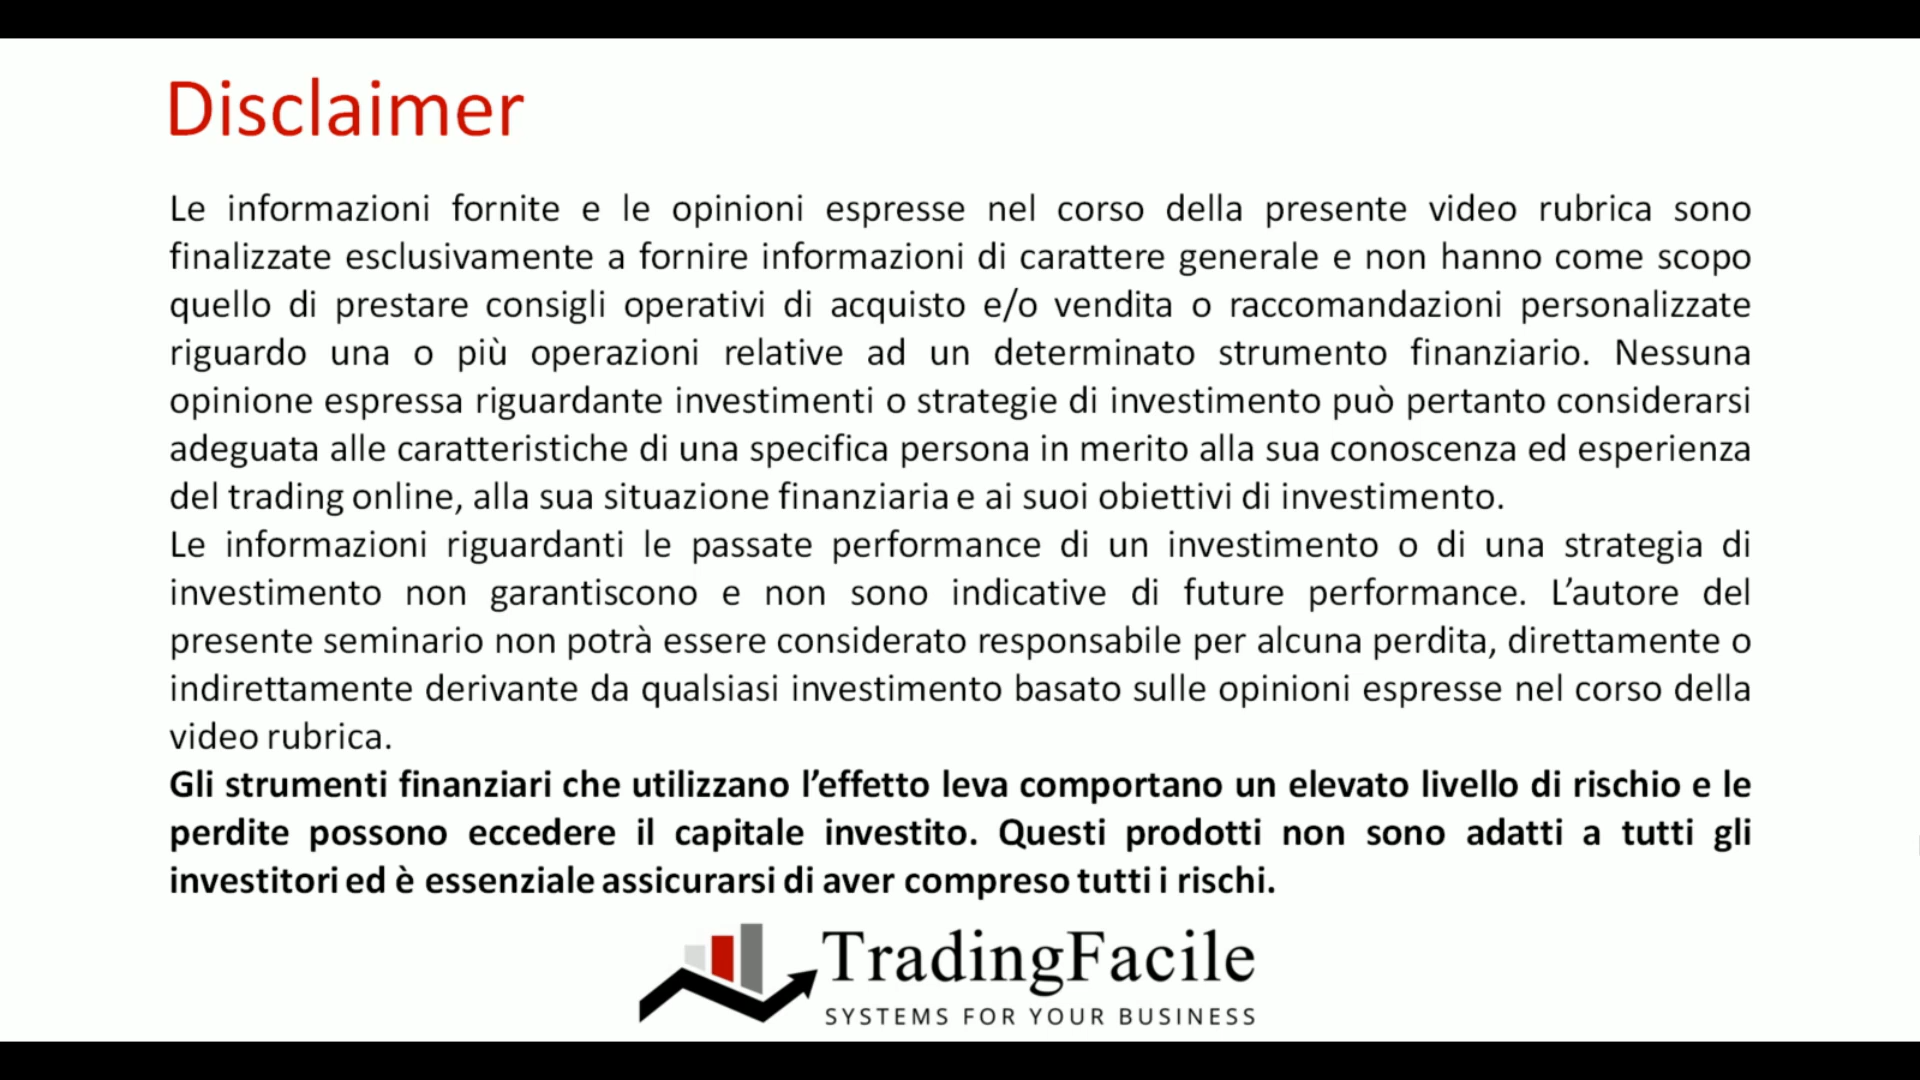 Disclaimer
Le informazioni fornite e le opinioni espresse nel corso della presente video rubrica sono
finalizzate esclusivamente a fornire informazioni di carattere generale e non hanno come scopo
quello di prestare consigli operativi di acquisto e/o vendita o raccomandazioni personalizzate
riguardo una o più operazioni relative ad un determinato strumento finanziario. Nessuna
opinione espressa riguardante investimenti o strategie di investimento può pertanto considerarsi
adeguata alle caratteristiche di una specifica persona in merito alla sua conoscenza ed esperienza
del trading online, alla sua situazione finanziaria e ai suoi obiettivi di investimento.
Le informazioni riguardanti le passate performance di un investimento o di una strategia di
investimento non garantiscono e non sono indicative di future performance. L’autore del
presente seminario non potrà essere considerato responsabile per alcuna perdita, direttamente o
indirettamente derivante da qualsiasi investimento basato sulle opinioni espresse nel corso della
video rubrica.
Gli strumenti finanziari che utilizzano l’effetto leva comportano un elevato livello di rischio e le
perdite possono eccedere il capitale investito. Questi prodotti non sono adatti a tutti gli
investitori ed è essenziale assicurarsi di aver compreso tutti i rischi.
TradingFacile
SYSTEMS FOR YOUR BUSINESS